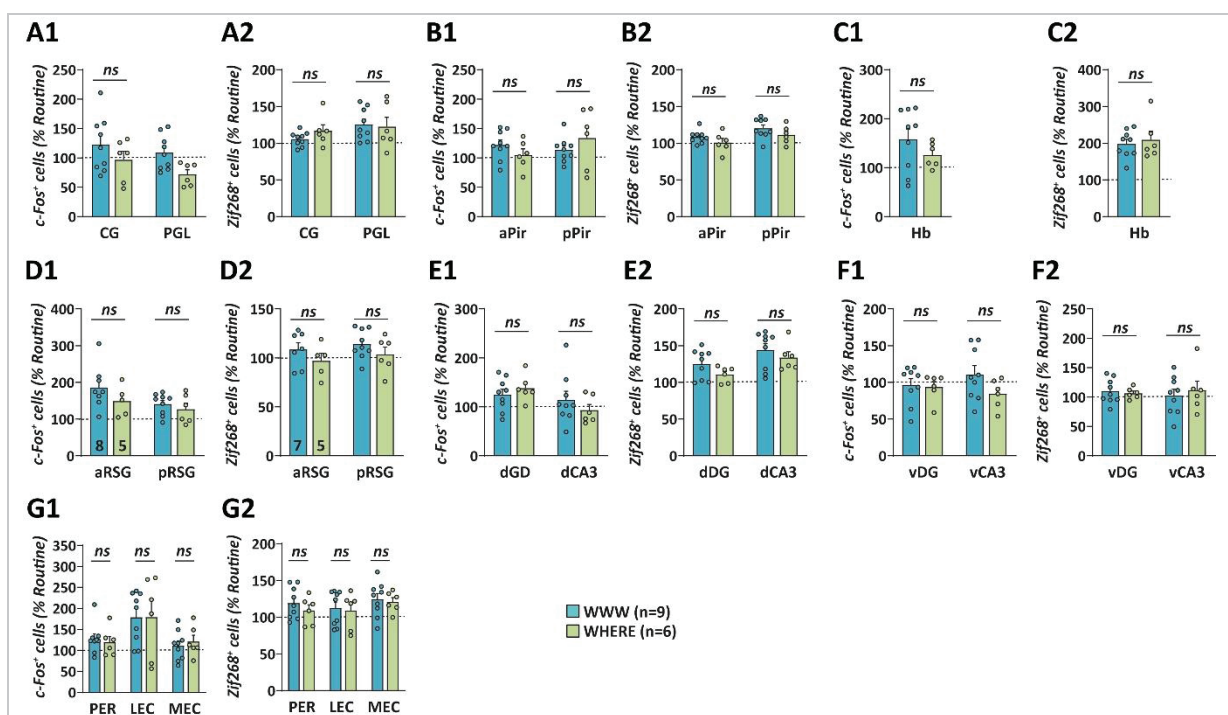 A1
c-Fos⁺ cells (% Routine)
250
200
150
100
50
0
ns
CG PGL
A2
Zif268⁺ cells (% Routine)
200
150
100
50
0
ns ns
CG PGL
B1
c-Fos⁺ cells (% Routine)
250
200
150
100
50
0
ns ns
aPir pPir
B2
Zif268⁺ cells (% Routine)
200
150
100
50
0
ns ns
aPir pPir
C1
c-Fos⁺ cells (% Routine)
300
200
100
0
ns
Hb
C2
Zif268⁺ cells (% Routine)
400
300
200
100
0
ns
Hb
D1
c-Fos⁺ cells (% Routine)
400
300
200
100
0
ns ns
8 5
aRSG pRSG
D2
Zif268⁺ cells (% Routine)
150
100
50
0
ns ns
7 5
aRSG pRSG
E1
c-Fos⁺ cells (% Routine)
300
200
100
0
ns ns
dGD dCA3
E2
Zif268⁺ cells (% Routine)
200
150
100
50
0
ns ns
dDG dCA3
F1
c-Fos⁺ cells (% Routine)
200
150
100
50
0
ns ns
vDG vCA3
F2
Zif268⁺ cells (% Routine)
250
200
150
100
50
0
ns ns
vDG vCA3
G1
c-Fos⁺ cells (% Routine)
350
300
250
200
150
100
50
0
ns ns ns
PER LEC MEC
G2
Zif268⁺ cells (% Routine)
200
150
100
50
0
ns ns ns
PER LEC MEC
WWW (n=9)
WHERE (n=6)